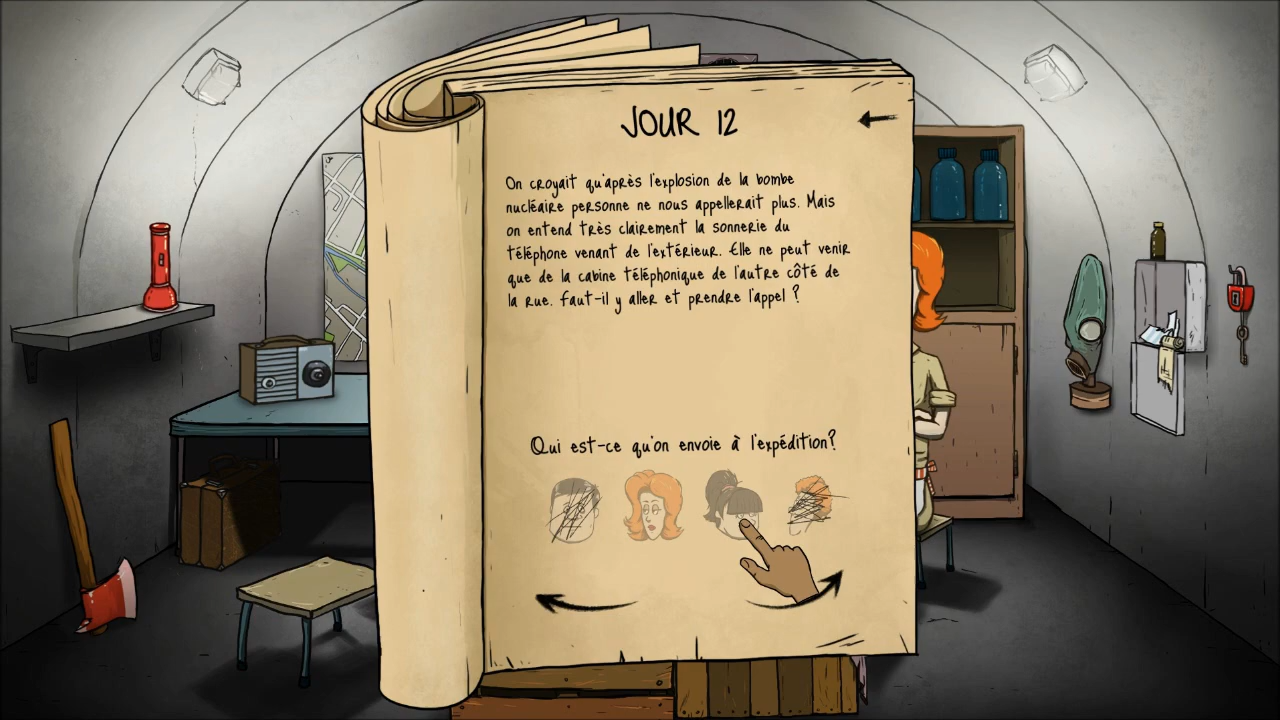 JOUR 12
On croyait qu'après l'explosion de la bombe
nucléaire personne ne nous appellerait plus. Mais
on entend très clairement la sonnerie du
téléphone venant de l'extérieur. Elle ne peut venir
que de la cabine téléphonique de l'autre côté de
la rue. Faut-il y aller et prendre l'appel ?
Qui est-ce qu'on envoie à l'expédition?